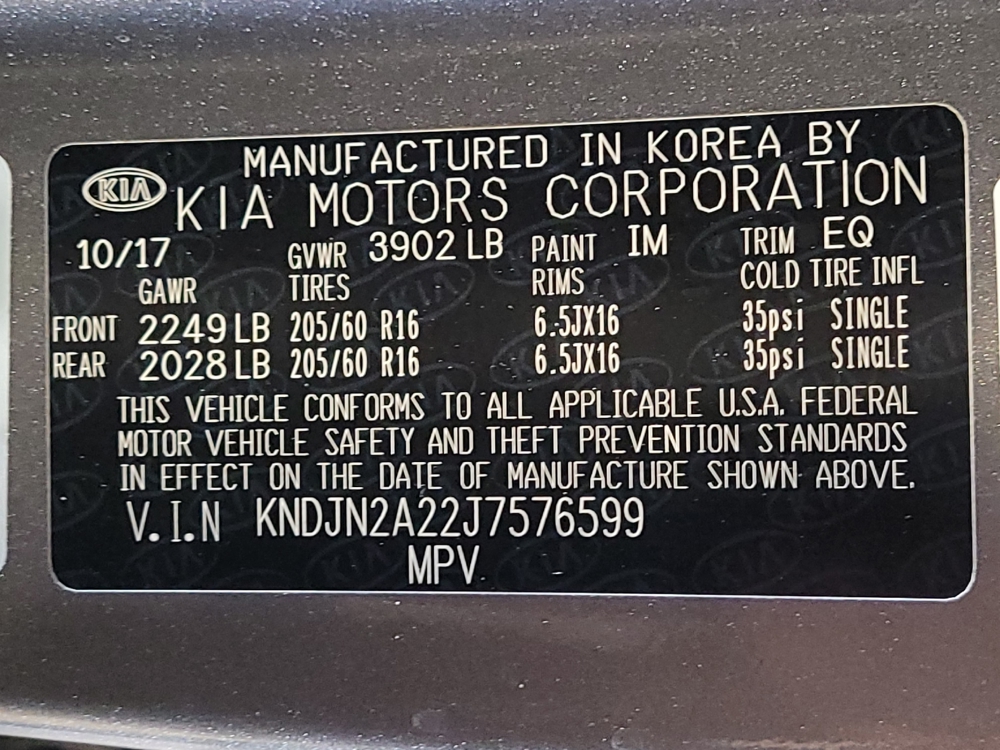 MANUFACTURED IN KOREA BY
KIA KIA MOTORS CORPORATION
10/17 GVWR 3902 LB PAINT IM TRIM EQ
GAWR TIRES RIMS COLD TIRE INFL
FRONT 2249 LB 205/60 R16 6.5JX16 35psi SINGLE
REAR 2028 LB 205/60 R16 6.5JX16 35psi SINGLE
THIS VEHICLE CONFORMS TO ALL APPLICABLE U.S.A. FEDERAL
MOTOR VEHICLE SAFETY AND THEFT PREVENTION STANDARDS
IN EFFECT ON THE DATE OF MANUFACTURE SHOWN ABOVE.
V.I.N KNDJN2A22J7576599
MPV